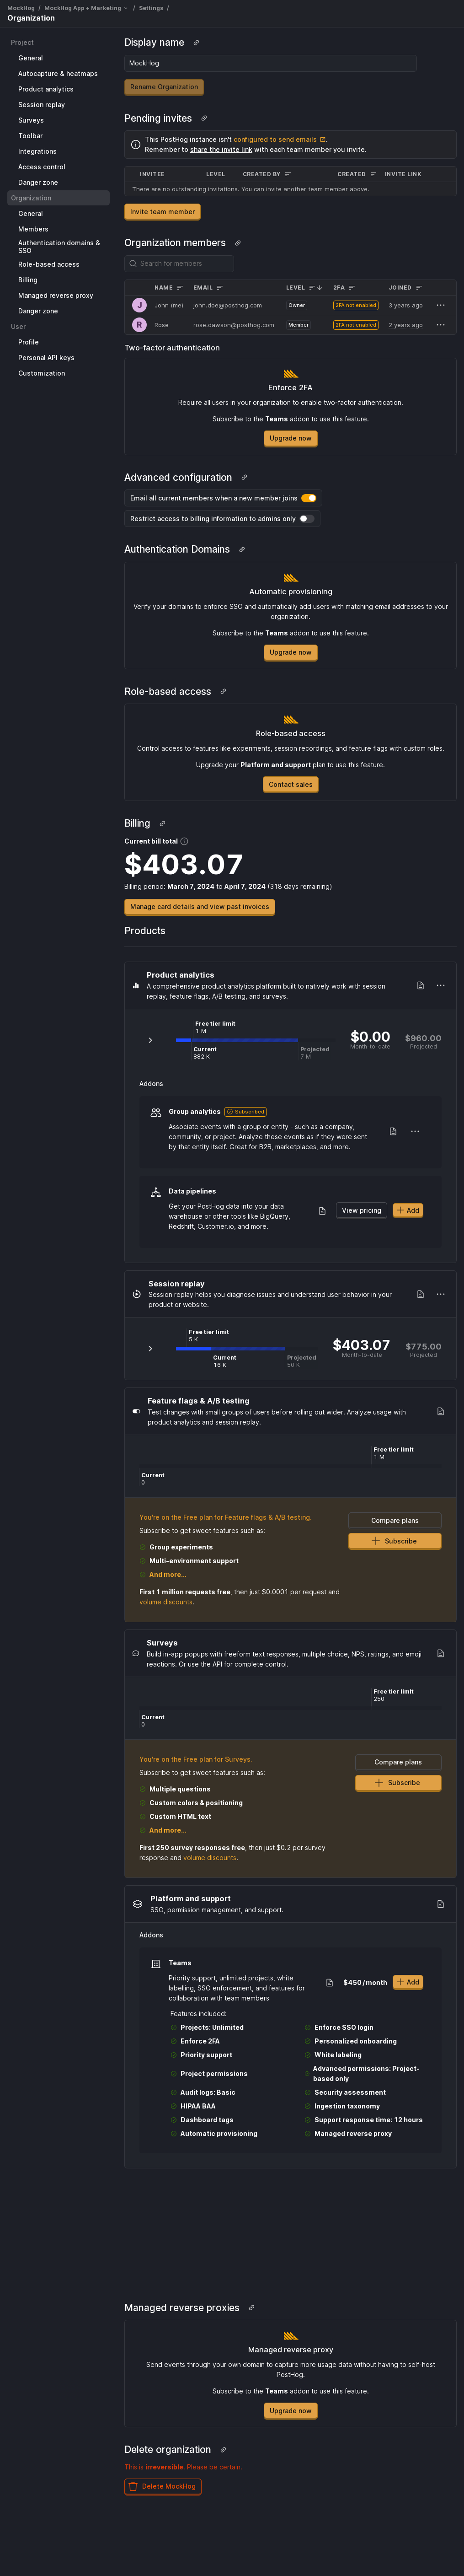 MockHog / MockHog App + Marketing / Settings /
Organization
Project
General
Autocapture & heatmaps
Product analytics
Session replay
Surveys
Toolbar
Integrations
Access control
Danger zone
Organization
General
Members
Authentication domains &
SSO
Role-based access
Billing
Managed reverse proxy
Danger zone
User
Profile
Personal API keys
Customization
Display name
MockHog
Rename Organization
Pending invites
This PostHog instance isn't configured to send emails .
Remember to share the invite link with each team member you invite.
INVITEE LEVEL CREATED BY CREATED INVITE LINK
There are no outstanding invitations. You can invite another team member above.
Invite team member
Organization members
Search for members
NAME EMAIL LEVEL 2FA JOINED
J John (me) john.doe@posthog.com Owner 2FA not enabled 3 years ago
R Rose rose.dawson@posthog.com Member 2FA not enabled 2 years ago
Two-factor authentication
Enforce 2FA
Require all users in your organization to enable two-factor authentication.
Subscribe to the Teams addon to use this feature.
Upgrade now
Advanced configuration
Email all current members when a new member joins
Restrict access to billing information to admins only
Authentication Domains
Automatic provisioning
Verify your domains to enforce SSO and automatically add users with matching email addresses to your
organization.
Subscribe to the Teams addon to use this feature.
Upgrade now
Role-based access
Role-based access
Control access to features like experiments, session recordings, and feature flags with custom roles.
Upgrade your Platform and support plan to use this feature.
Contact sales
Billing
Current bill total
$403.07
Billing period: March 7, 2024 to April 7, 2024 (318 days remaining)
Manage card details and view past invoices
Products
Product analytics
A comprehensive product analytics platform built to natively work with session
replay, feature flags, A/B testing, and surveys.
Free tier limit
1 M
Current
882 K
Projected
7 M
$0.00
Month-to-date
$960.00
Projected
Addons
Group analytics Subscribed
Associate events with a group or entity - such as a company,
community, or project. Analyze these events as if they were sent
by that entity itself. Great for B2B, marketplaces, and more.
Data pipelines
Get your PostHog data into your data
warehouse or other tools like BigQuery,
Redshift, Customer.io, and more.
View pricing
Add
Session replay
Session replay helps you diagnose issues and understand user behavior in your
product or website.
Free tier limit
5 K
Current
16 K
Projected
50 K
$403.07
Month-to-date
$775.00
Projected
Feature flags & A/B testing
Test changes with small groups of users before rolling out wider. Analyze usage with
product analytics and session replay.
Free tier limit
1 M
Current
0
You're on the Free plan for Feature flags & A/B testing.
Subscribe to get sweet features such as:
Group experiments
Multi-environment support
And more...
First 1 million requests free, then just $0.0001 per request and
volume discounts.
Compare plans
Subscribe
Surveys
Build in-app popups with freeform text responses, multiple choice, NPS, ratings, and emoji
reactions. Or use the API for complete control.
Free tier limit
250
Current
0
You're on the Free plan for Surveys.
Subscribe to get sweet features such as:
Multiple questions
Custom colors & positioning
Custom HTML text
And more...
First 250 survey responses free, then just $0.2 per survey
response and volume discounts.
Compare plans
Subscribe
Platform and support
SSO, permission management, and support.
Addons
Teams
Priority support, unlimited projects, white
labelling, SSO enforcement, and features for
collaboration with team members
$450/month
Add
Features included:
Projects: Unlimited
Enforce SSO login
Enforce 2FA
Personalized onboarding
Priority support
White labeling
Project permissions
Advanced permissions: Project-
based only
Audit logs: Basic
Security assessment
HIPAA BAA
Ingestion taxonomy
Dashboard tags
Support response time: 12 hours
Automatic provisioning
Managed reverse proxy
Managed reverse proxies
Managed reverse proxy
Send events through your own domain to capture more usage data without having to self-host
PostHog.
Subscribe to the Teams addon to use this feature.
Upgrade now
Delete organization
This is irreversible. Please be certain.
Delete MockHog